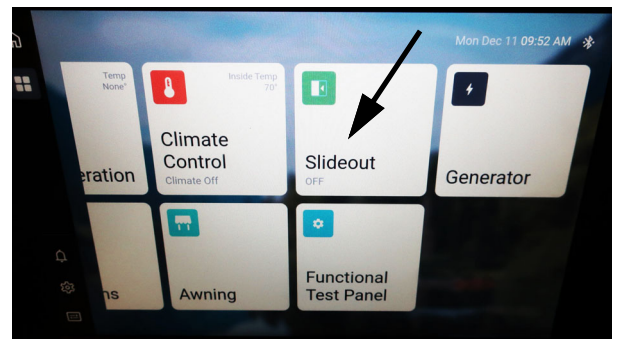 Mon Dec 11 09:52 AM
Temp
None°
eration
Inside Temp
70°
Climate
Control
Climate Off
Slideout
OFF
Generator
ns
Awning
Functional
Test Panel